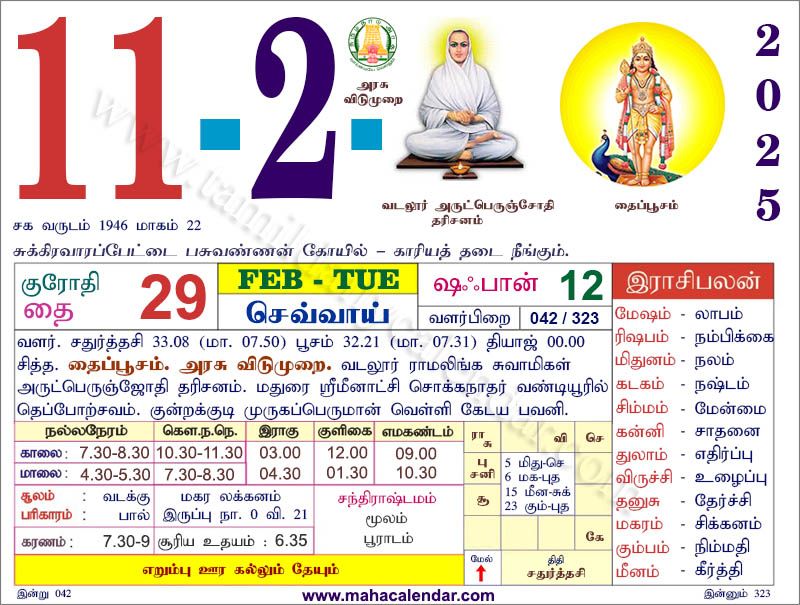 11-2-
2025
அரசு
விடுமுறை
வடலூர் அருட்பெருஞ்சோதி
தரிசனம்
தைப்பூசம்
சக வருடம் 1946 மாகம் 22
சுக்கிரவாரப்பேட்டை பசுவண்ணன் கோயில் – காரியத் தடை நீங்கும்.
குரோதி
தை
29
FEB - TUE
செவ்வாய்
ஷஃபான் 12
வளர்பிறை 042 / 323
வளர். சதுர்த்தசி 33.08 (மா. 07.50) பூசம் 32.21 (மா. 07.31) தியாஜ் 00.00
சித்த. தைப்பூசம். அரசு விடுமுறை. வடலூர் ராமலிங்க சுவாமிகள்
அருட்பெருஞ்ஜோதி தரிசனம். மதுரை ஸ்ரீமீனாட்சி சொக்கநாதர் வண்டியூரில்
தெப்போற்சவம். குன்றக்குடி முருகப்பெருமான் வெள்ளி கேடய பவனி.
இராசிபலன்
மேஷம் - லாபம்
ரிஷபம் - நம்பிக்கை
மிதுனம் - நலம்
கடகம் - நஷ்டம்
சிம்மம் - மேன்மை
கன்னி - சாதனை
துலாம் - எதிர்ப்பு
விருச்சி - உழைப்பு
தனுசு - தேர்ச்சி
மகரம் - சிக்கனம்
கும்பம் - நிம்மதி
மீனம் - கீர்த்தி
நல்லநேரம் கௌ.ந.நெ. இராகு குளிகை எமகண்டம்
காலை: 7.30-8.30 10.30-11.30 03.00 12.00 09.00
மாலை: 4.30-5.30 7.30-8.30 04.30 01.30 10.30
சூலம் : வடக்கு
பரிகாரம் : பால்
மகர லக்கனம்
இருப்பு நா. 0 வி. 21
சந்திராஷ்டமம்
மூலம்
பூராடம்
கரணம்: 7.30-9 சூரிய உதயம் : 6.35
எறும்பு ஊர கல்லும் தேயும்
ரா
சு
வி
செ
பு
சனி
சூ
கே
5 மிது-செ
6 மக-புத
15 மீன-சுக்
23 கும்-புத
மேல்
திதி
சதுர்த்தசி
இன்று 042
www.mahacalendar.com
இன்னும் 323